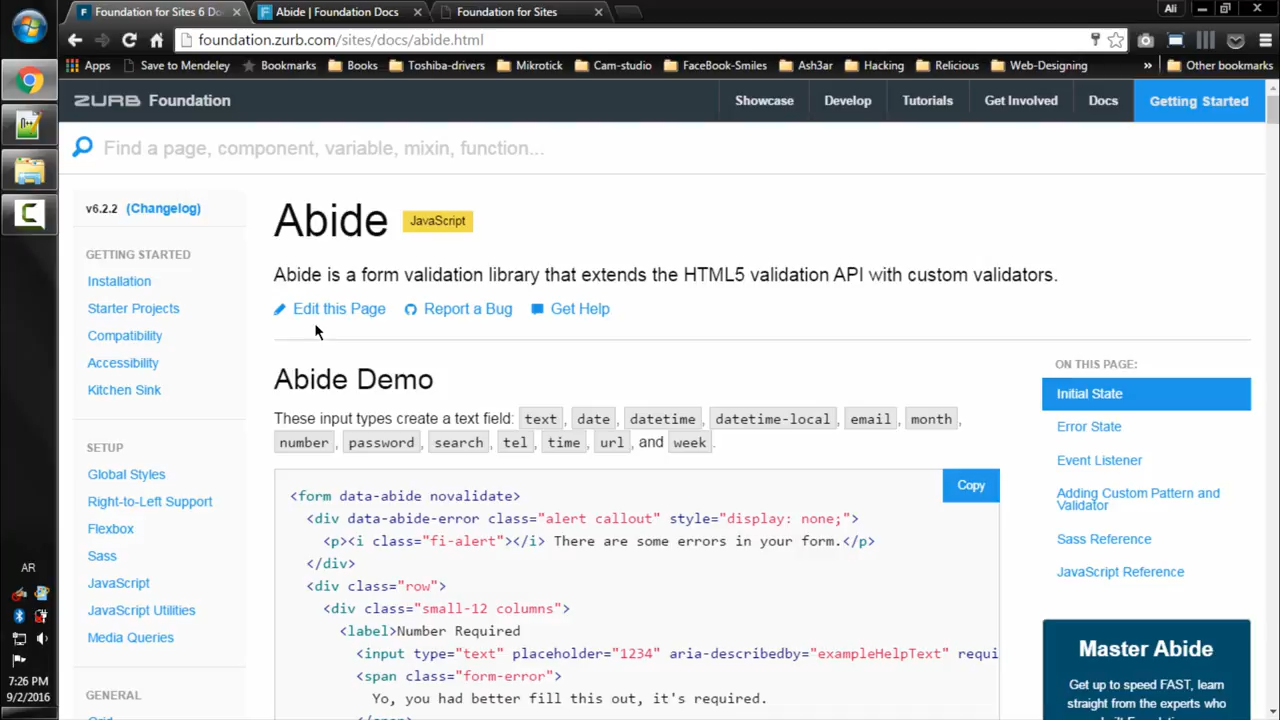 Foundation for Sites 6 Do
Abide | Foundation Docs
Foundation for Sites
Ali
foundation.zurb.com/sites/docs/abide.html
Apps
Save to Mendeley
Bookmarks
Books
Toshiba-drivers
Mikrotick
Cam-studio
FaceBook-Smiles
Ash3ar
Hacking
Relicious
Web-Designing
»
Other bookmarks
ZURB Foundation
Showcase
Develop
Tutorials
Get Involved
Docs
Getting Started
Find a page, component, variable, mixin, function...
v6.2.2 (Changelog)
GETTING STARTED
Installation
Starter Projects
Compatibility
Accessibility
Kitchen Sink
SETUP
Global Styles
Right-to-Left Support
Flexbox
Sass
JavaScript
JavaScript Utilities
Media Queries
GENERAL
Abide JavaScript
Abide is a form validation library that extends the HTML5 validation API with custom validators.
Edit this Page
Report a Bug
Get Help
Abide Demo
These input types create a text field: text, date, datetime, datetime-local, email, month,
number, password, search, tel, time, url, and week.
Copy
<form data-abide novalidate>
<div data-abide-error class="alert callout" style="display: none;">
<p><i class="fi-alert"></i> There are some errors in your form.</p>
</div>
<div class="row">
<div class="small-12 columns">
<label>Number Required
<input type="text" placeholder="1234" aria-describedby="exampleHelpText" requi
<span class="form-error">
Yo, you had better fill this out, it's required.
ON THIS PAGE:
Initial State
Error State
Event Listener
Adding Custom Pattern and
Validator
Sass Reference
JavaScript Reference
Master Abide
Get up to speed FAST, learn
straight from the experts who
AR
7:26 PM
9/2/2016